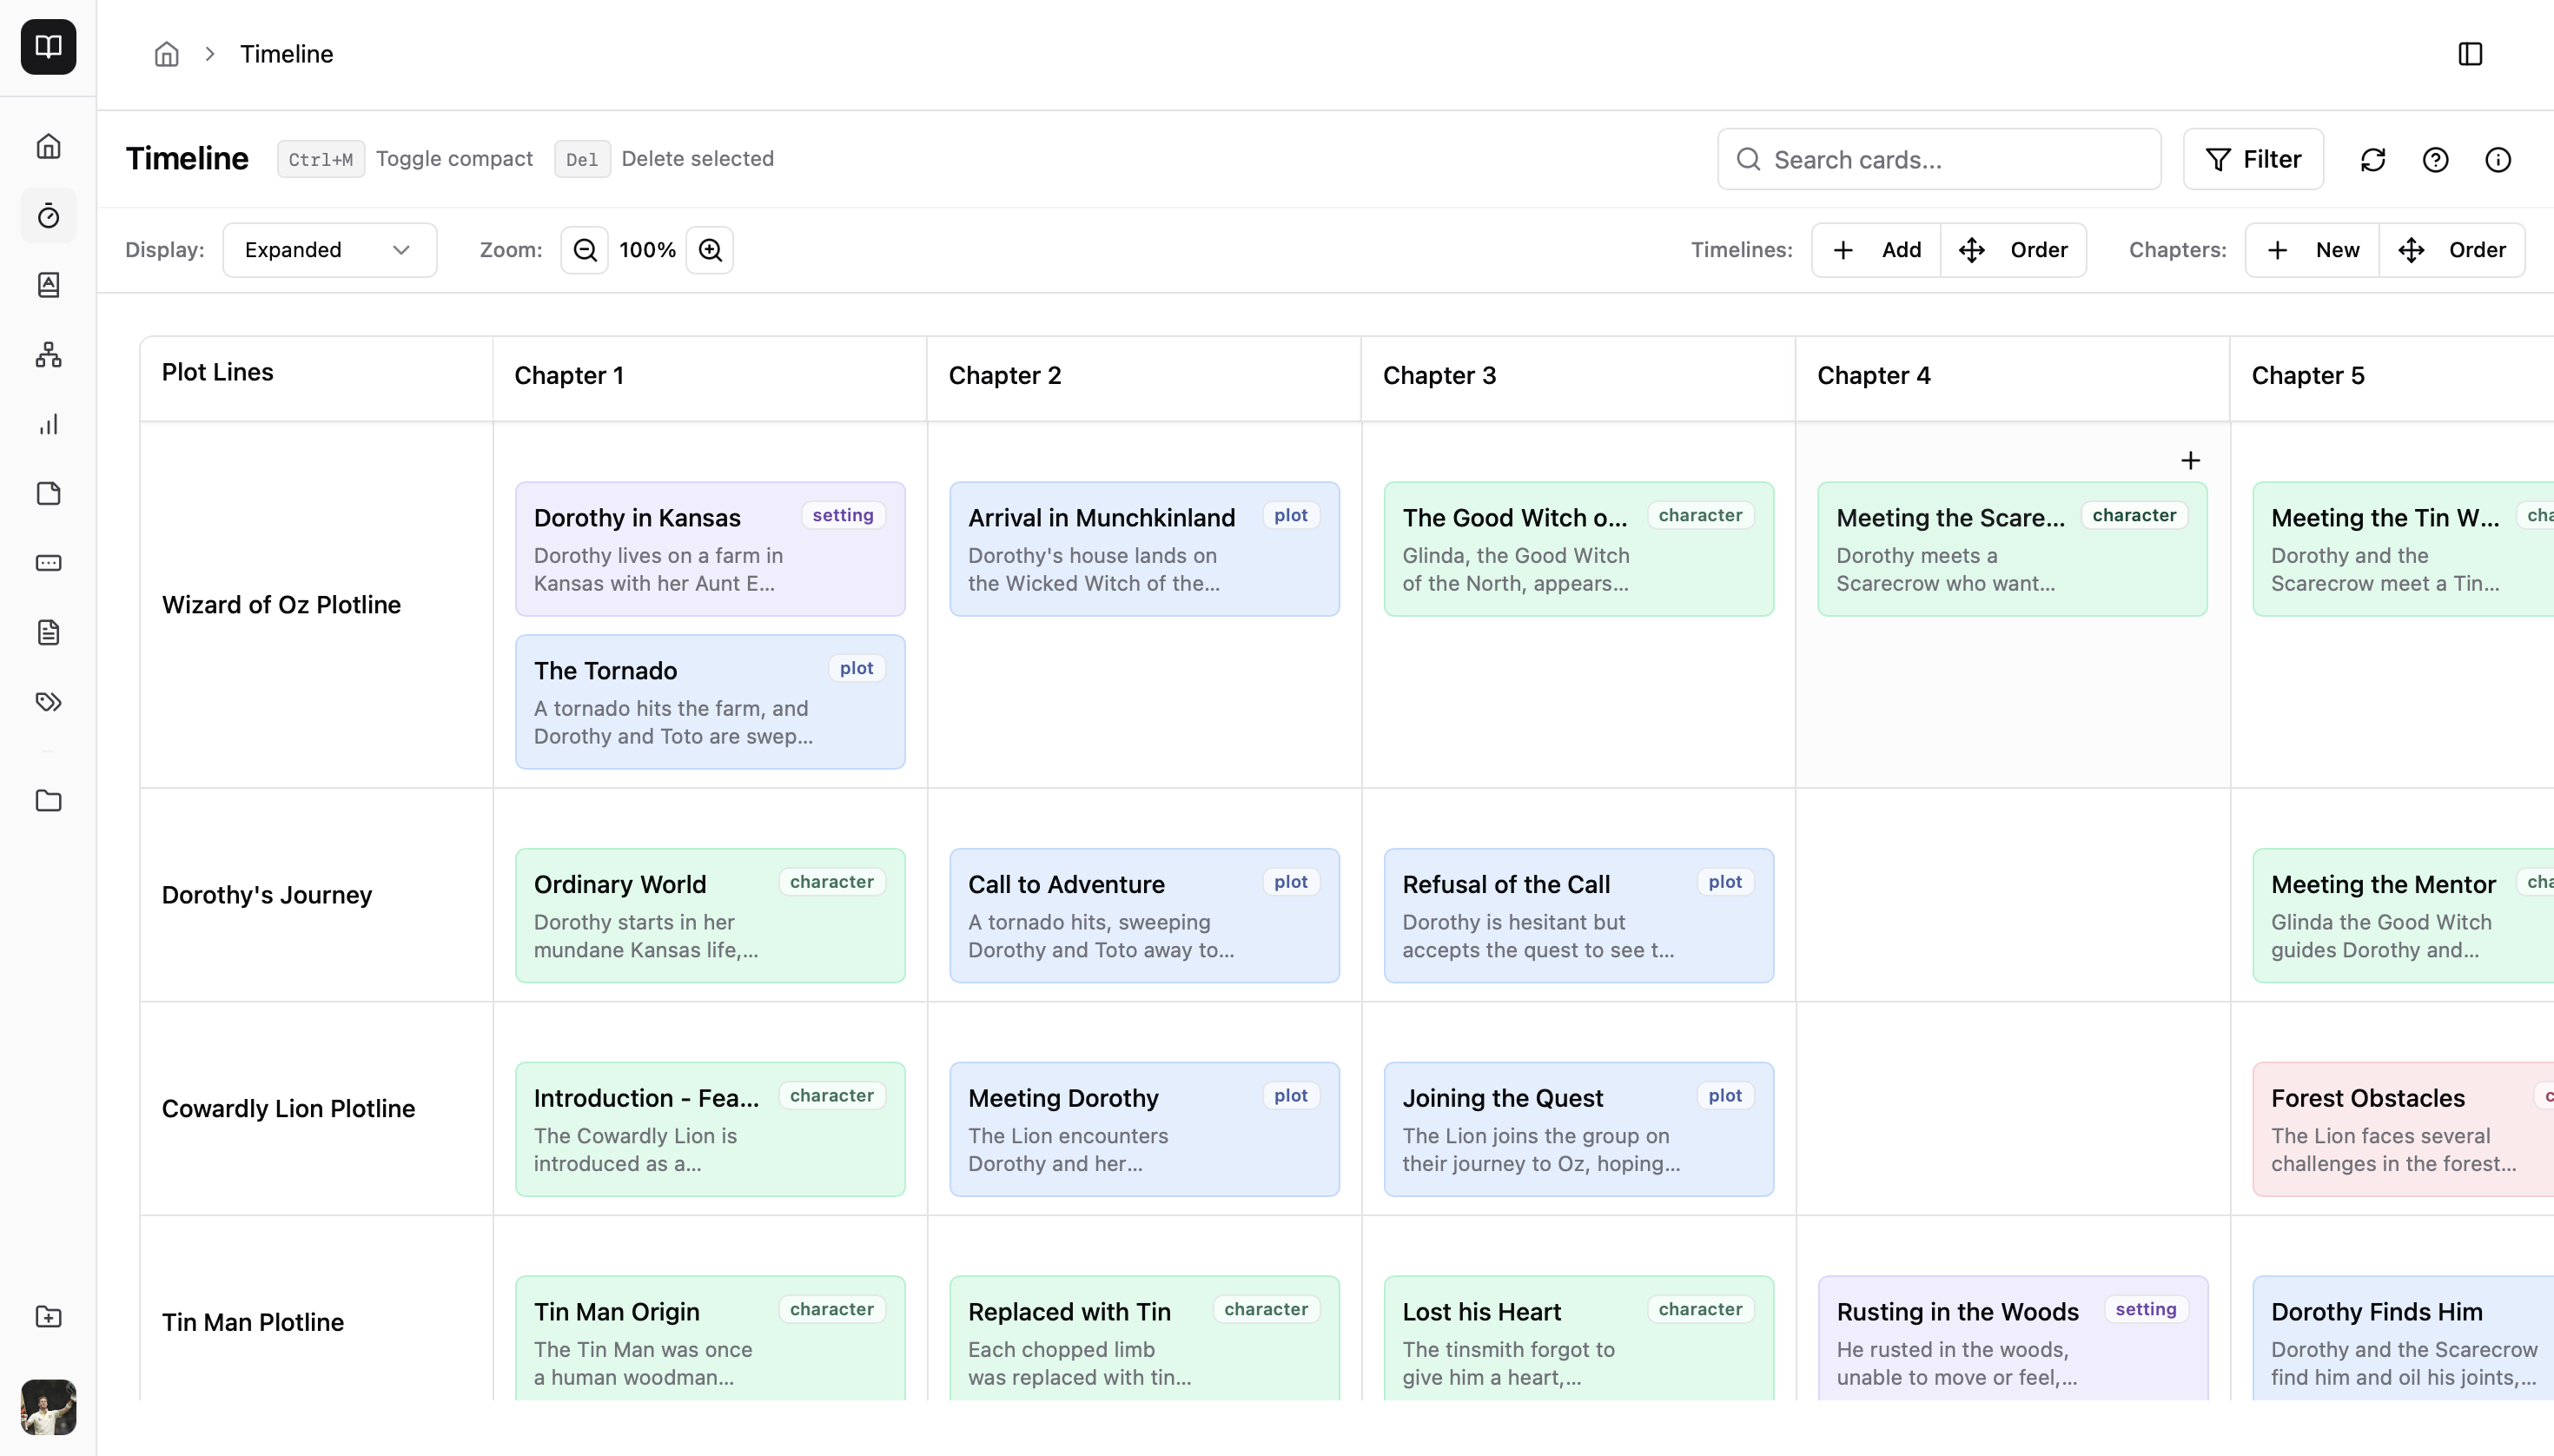 Timeline
Timeline Ctrl+M Toggle compact Del Delete selected
Search cards...
Filter
Display: Expanded Zoom: 100%
Timelines: Add Order Chapters: New Order
Plot Lines Chapter 1 Chapter 2 Chapter 3 Chapter 4 Chapter 5
Wizard of Oz Plotline
Dorothy in Kansas setting
Dorothy lives on a farm in
Kansas with her Aunt E...
The Tornado plot
A tornado hits the farm, and
Dorothy and Toto are swep...
Arrival in Munchkinland plot
Dorothy's house lands on
the Wicked Witch of the...
The Good Witch o... character
Glinda, the Good Witch
of the North, appears...
Meeting the Scare... character
Dorothy meets a
Scarecrow who want...
Meeting the Tin W... cha
Dorothy and the
Scarecrow meet a Tin...
Dorothy's Journey
Ordinary World character
Dorothy starts in her
mundane Kansas life,...
Call to Adventure plot
A tornado hits, sweeping
Dorothy and Toto away to...
Refusal of the Call plot
Dorothy is hesitant but
accepts the quest to see t...
Meeting the Mentor cha
Glinda the Good Witch
guides Dorothy and...
Cowardly Lion Plotline
Introduction - Fea... character
The Cowardly Lion is
introduced as a...
Meeting Dorothy plot
The Lion encounters
Dorothy and her...
Joining the Quest plot
The Lion joins the group on
their journey to Oz, hoping...
Forest Obstacles c
The Lion faces several
challenges in the forest...
Tin Man Plotline
Tin Man Origin character
The Tin Man was once
a human woodman...
Replaced with Tin character
Each chopped limb
was replaced with tin...
Lost his Heart character
The tinsmith forgot to
give him a heart,...
Rusting in the Woods setting
He rusted in the woods,
unable to move or feel,...
Dorothy Finds Him
Dorothy and the Scarecrow
find him and oil his joints,...